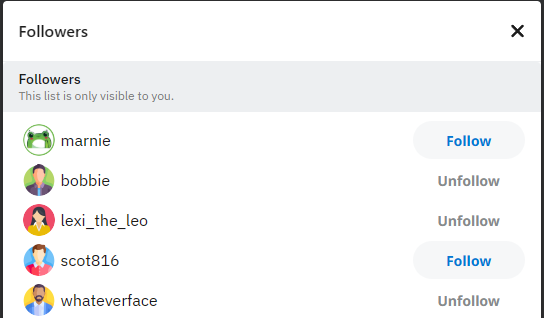 Followers
Followers
This list is only visible to you.
marnie Follow
bobbie Unfollow
lexi_the_leo Unfollow
scot816 Follow
whateverface Unfollow